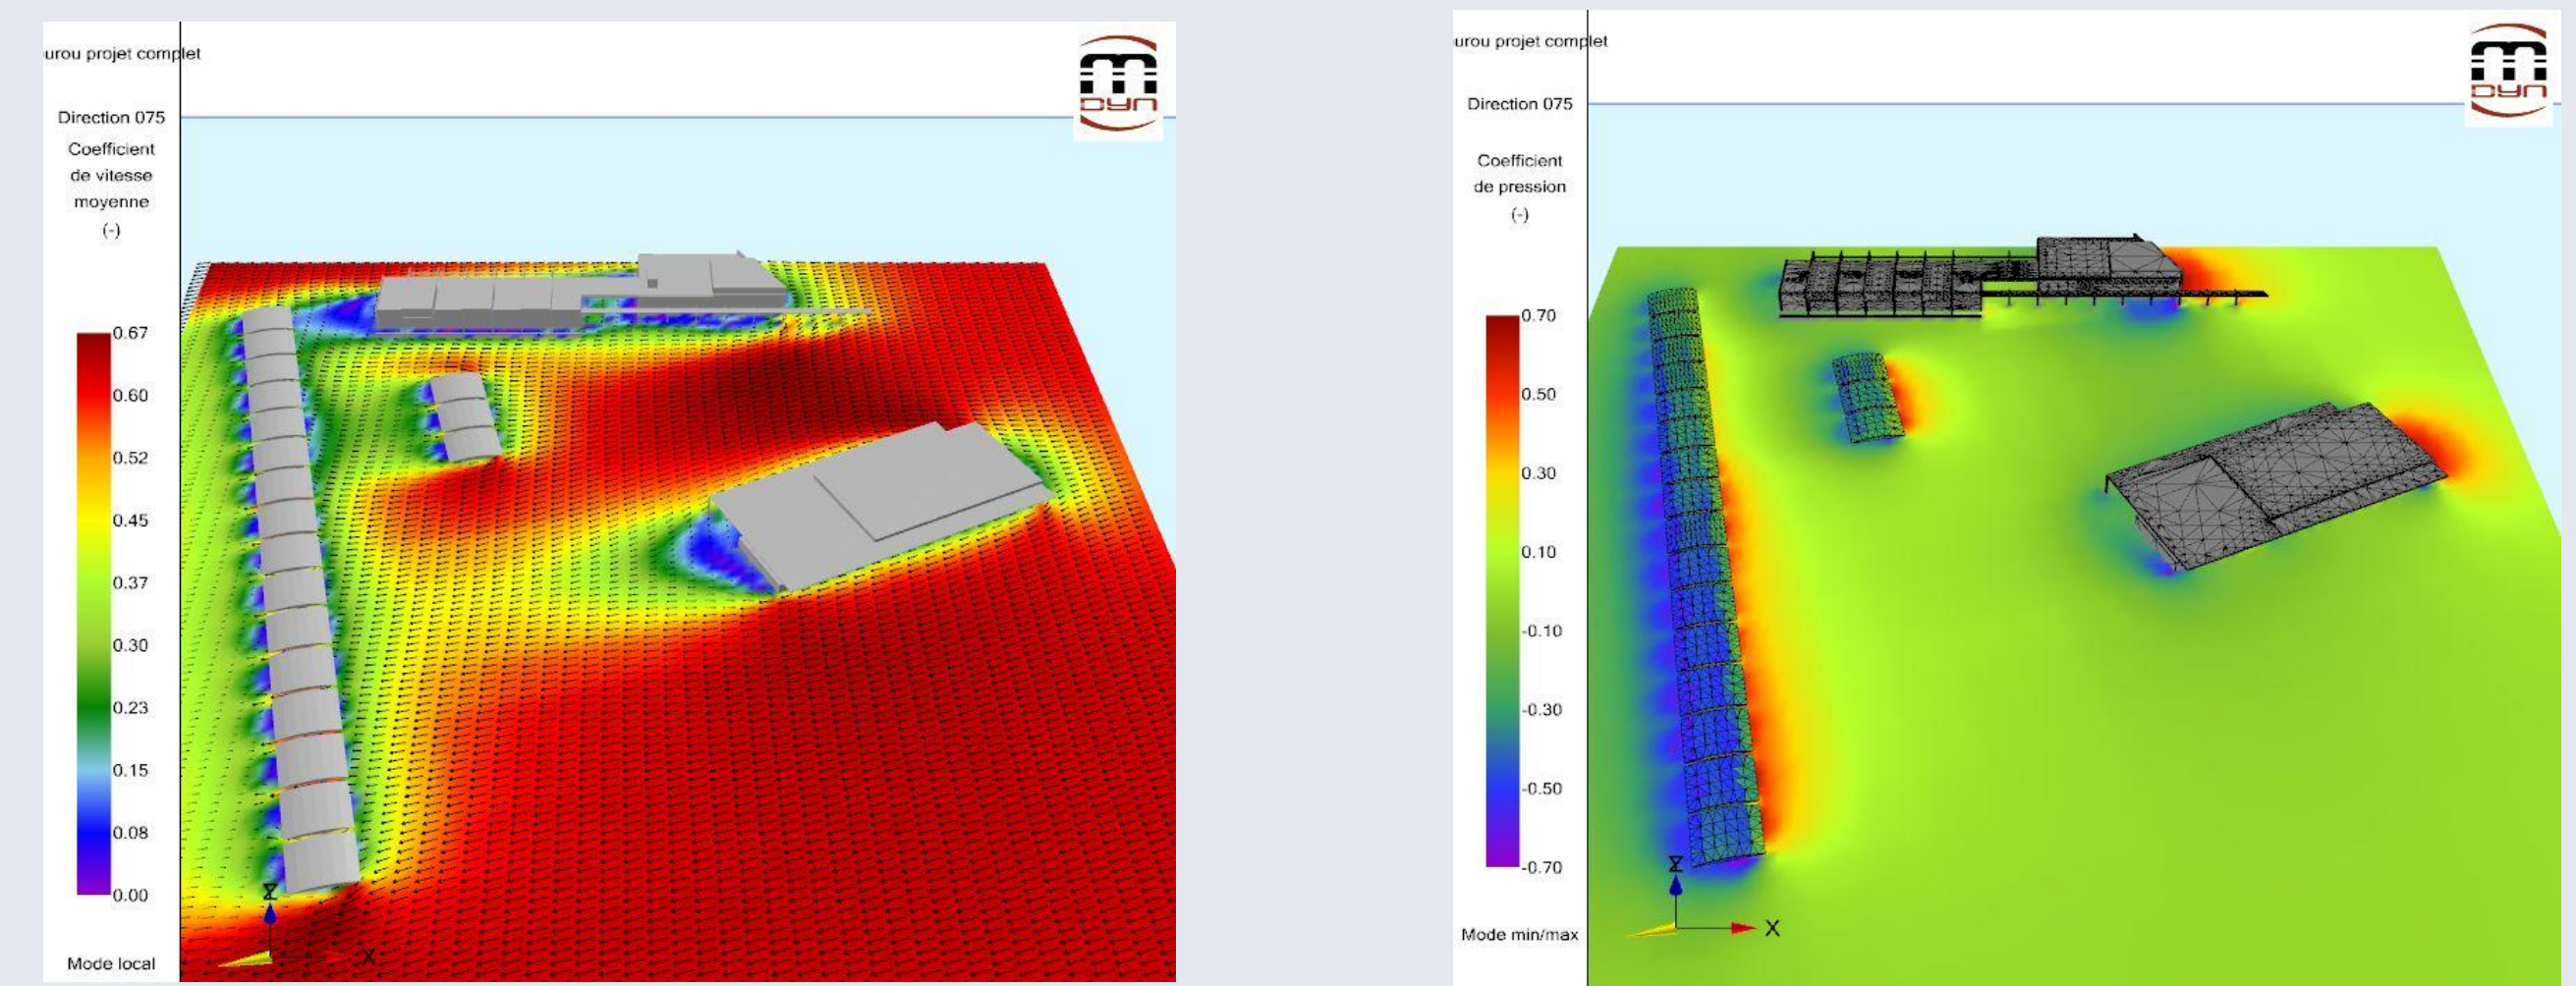 urou projet complet
m
DYN
Direction 075
Coefficient
de vitesse
moyenne
(-)
0.67
0.60
0.52
0.45
0.37
0.30
0.23
0.15
0.08
0.00
Mode local
Z
X
urou projet complet
m
DYN
Direction 075
Coefficient
de pression
(-)
0.70
0.50
0.30
0.10
-0.10
-0.30
-0.50
-0.70
Mode min/max
Z
X